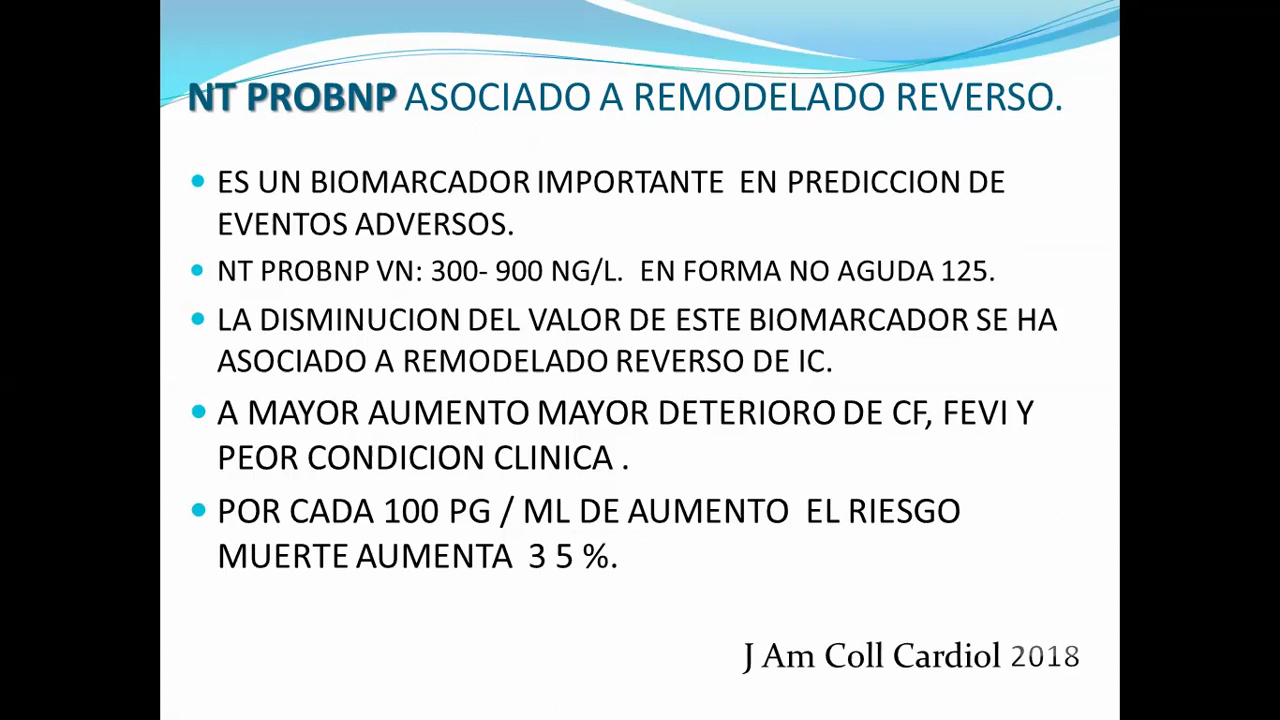 NT PROBNP ASOCIADO A REMODELADO REVERSO.
ES UN BIOMARCADOR IMPORTANTE EN PREDICCION DE
EVENTOS ADVERSOS.
NT PROBNP VN: 300- 900 NG/L. EN FORMA NO AGUDA 125.
LA DISMINUCION DEL VALOR DE ESTE BIOMARCADOR SE HA
ASOCIADO A REMODELADO REVERSO DE IC.
A MAYOR AUMENTO MAYOR DETERIORO DE CF, FEVI Y
PEOR CONDICION CLINICA .
POR CADA 100 PG / ML DE AUMENTO EL RIESGO
MUERTE AUMENTA 3 5 %.
J Am Coll Cardiol 2018